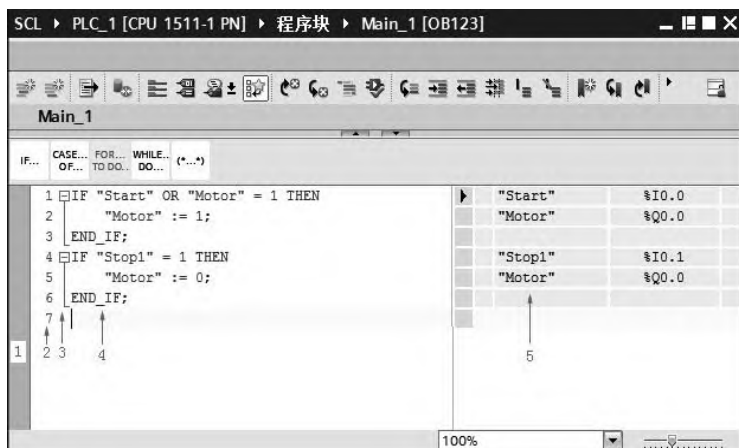 SCL ▸ PLC_1 [CPU 1511-1 PN] ▸ 程序块 ▸ Main_1 [OB123]
Main_1
IF... CASE... OF... FOR... TO DO.. WHILE.. DO... (*...*)
1 IF "Start" OR "Motor" = 1 THEN "Start" %I0.0
2 "Motor" := 1; "Motor" %Q0.0
3 END_IF;
4 IF "Stop1" = 1 THEN "Stop1" %I0.1
5 "Motor" := 0; "Motor" %Q0.0
6 END_IF;
7
1 2 3 4 5
100%